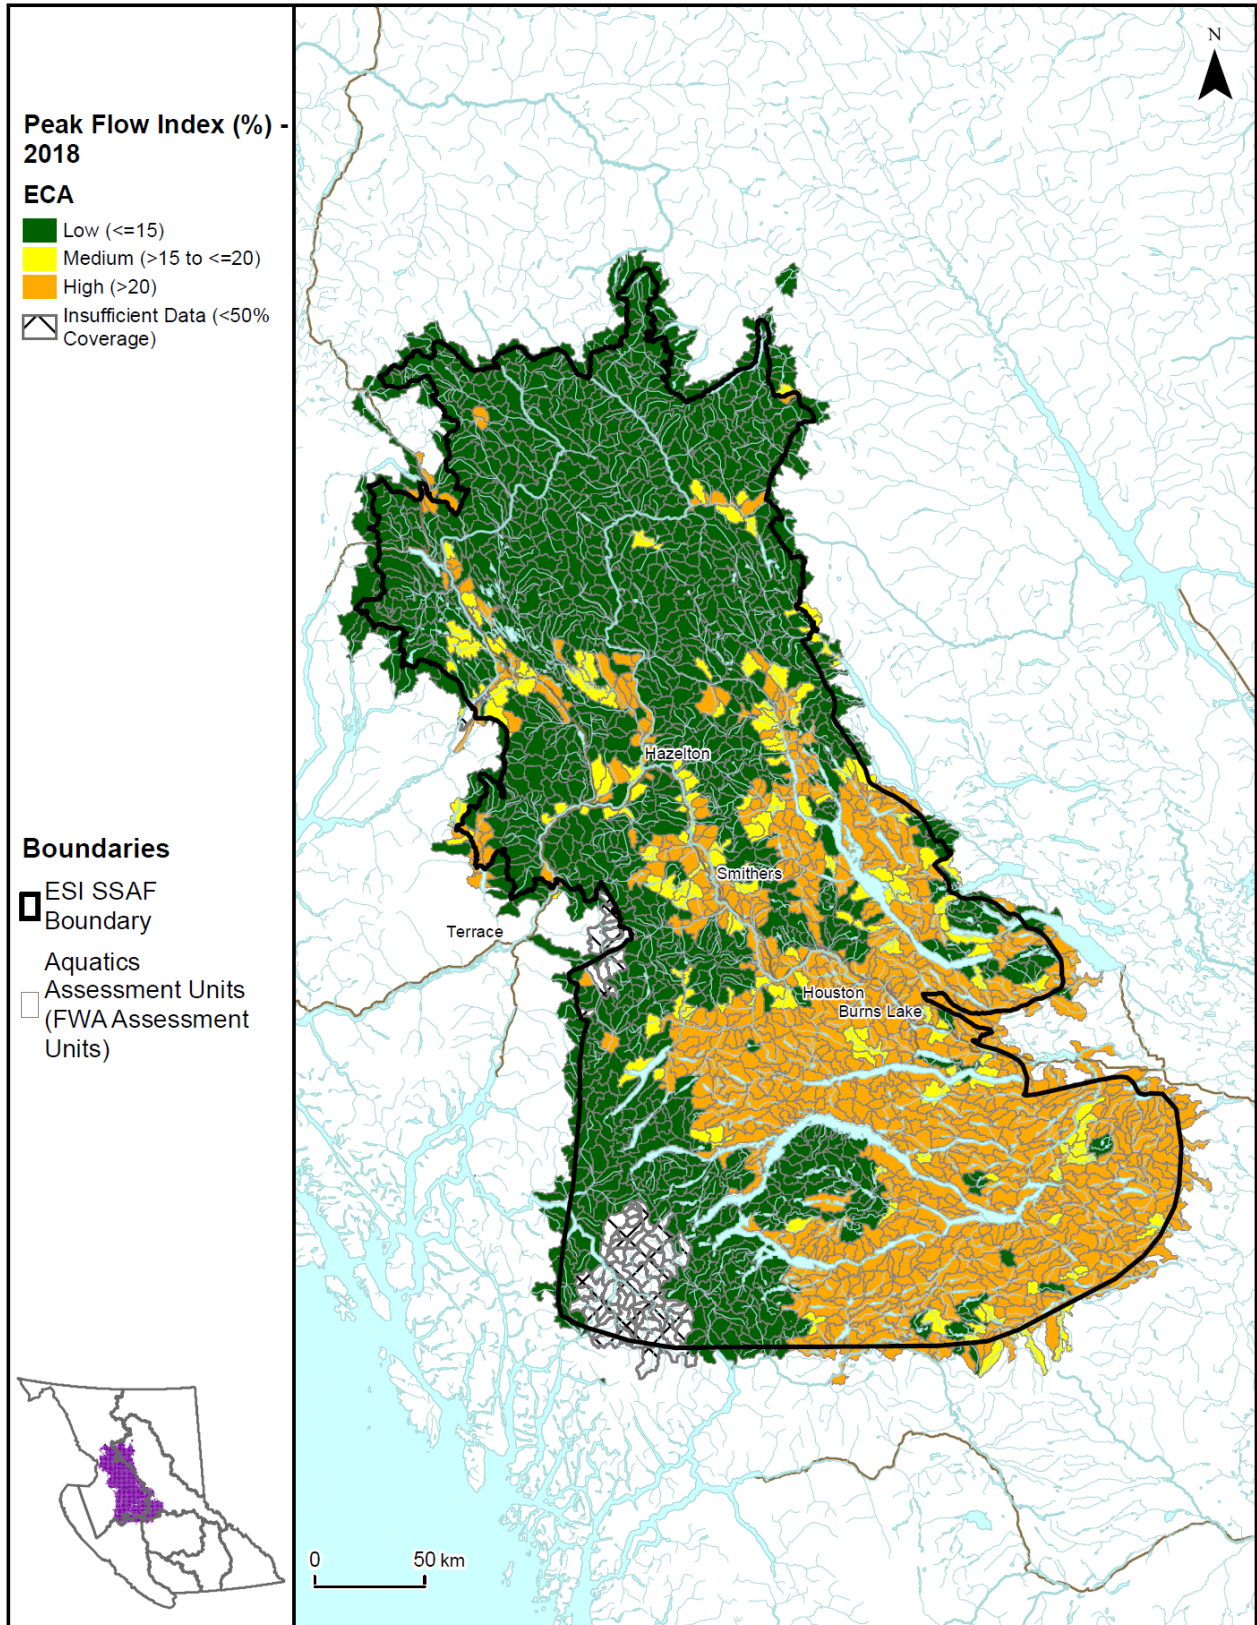 Peak Flow Index (%) -
2018
ECA
Low (<=15)
Medium (>15 to <=20)
High (>20)
Insufficient Data (<50%
Coverage)
Boundaries
ESI SSAF
Boundary
Aquatics
Assessment Units
(FWA Assessment
Units)
N
Hazelton
Smithers
Terrace
Houston
Burns Lake
0 50 km